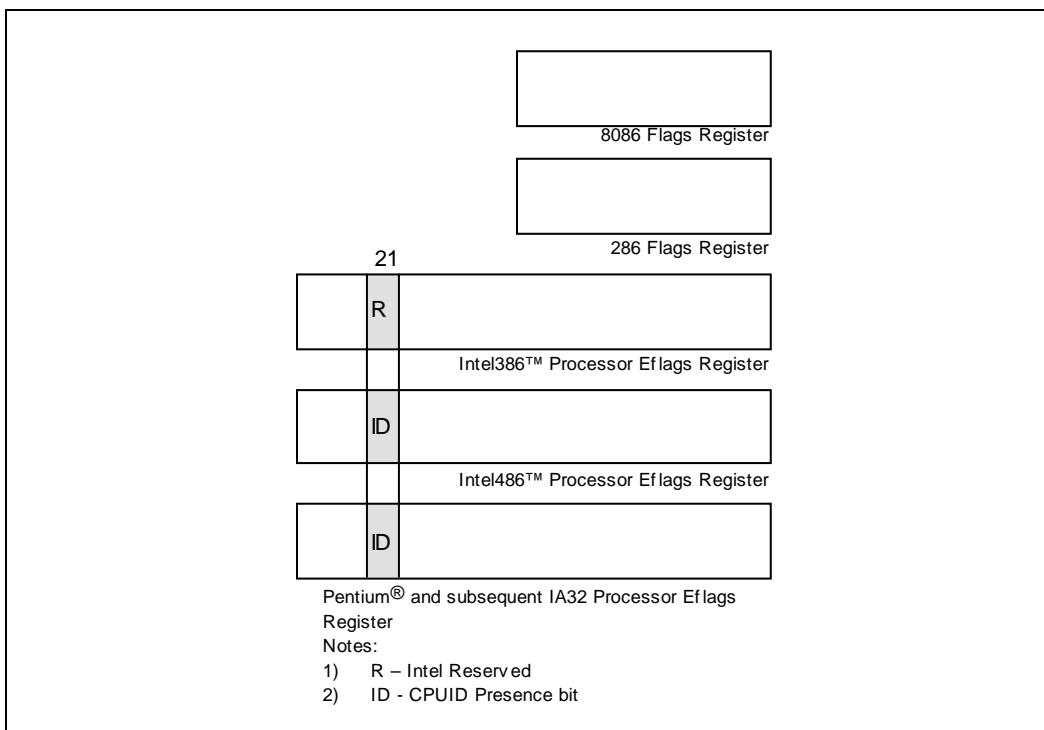 8086 Flags Register
286 Flags Register
21
R
Intel386™ Processor Eflags Register
ID
Intel486™ Processor Eflags Register
ID
Pentium® and subsequent IA32 Processor Eflags
Register
Notes:
1) R – Intel Reserved
2) ID - CPUID Presence bit